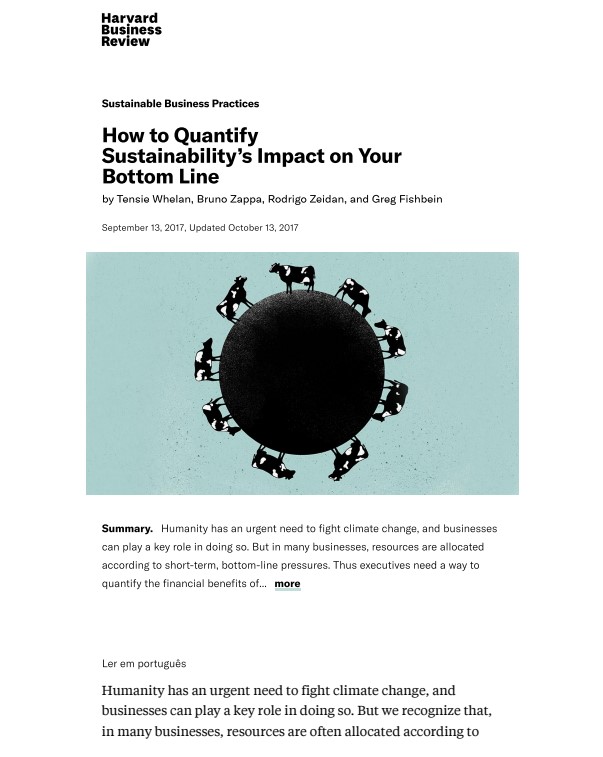 Harvard
Business
Review
Sustainable Business Practices
How to Quantify
Sustainability's Impact on Your
Bottom Line
by Tensie Whelan, Bruno Zappa, Rodrigo Zeidan, and Greg Fishbein
September 13, 2017, Updated October 13, 2017
Summary. Humanity has an urgent need to fight climate change, and businesses
can play a key role in doing so. But in many businesses, resources are allocated
according to short-term, bottom-line pressures. Thus executives need a way to
quantify the financial benefits of... more
Ler em português
Humanity has an urgent need to fight climate change, and
businesses can play a key role in doing so. But we recognize that,
in many businesses, resources are often allocated according to